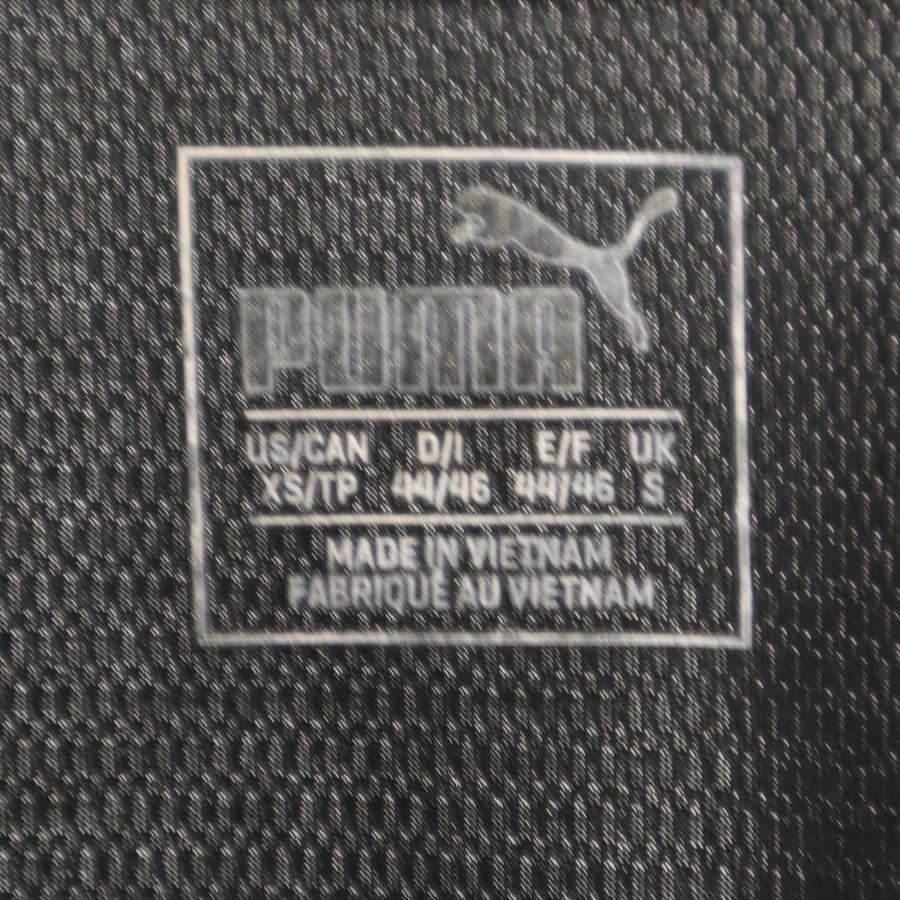 PUMA
US/CAN D/I E/F UK
XS/TP 44/46 44/46 S
MADE IN VIETNAM
FABRIQUÉ AU VIETNAM